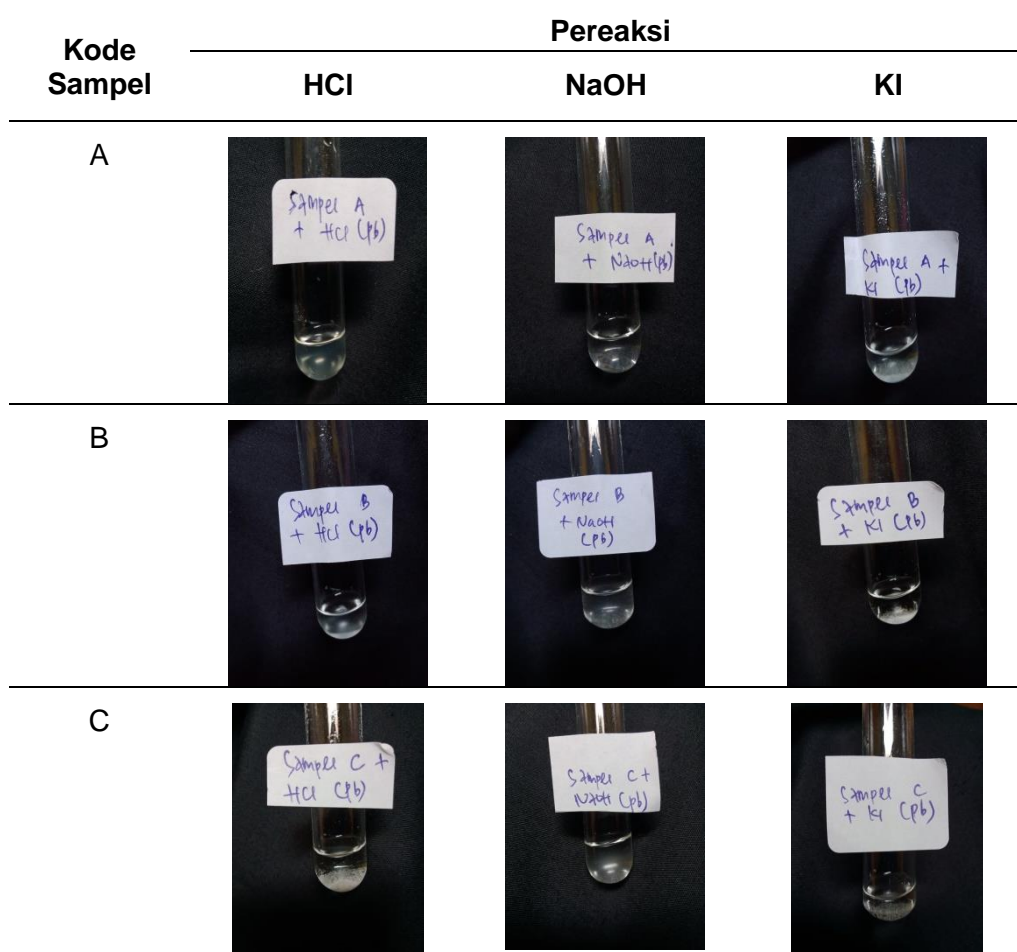 Kode Sampel
Pereaksi
HCl
NaOH
KI
A
Sampel A
+ HCl (Pb)
Sampel A
+ NaOH (Pb)
Sampel A +
KI (Pb)
B
Sampel B
+ HCl (Pb)
Sampel B
+ NaOH
(Pb)
Sampel B
+ KI (Pb)
C
Sampel C +
HCl (Pb)
Sampel C +
NaOH (Pb)
Sampel C
+ KI (Pb)